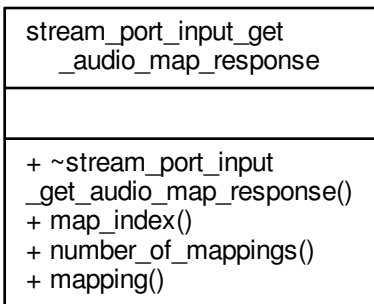 stream_port_input_get
_audio_map_response
+ ~stream_port_input
_get_audio_map_response()
+ map_index()
+ number_of_mappings()
+ mapping()